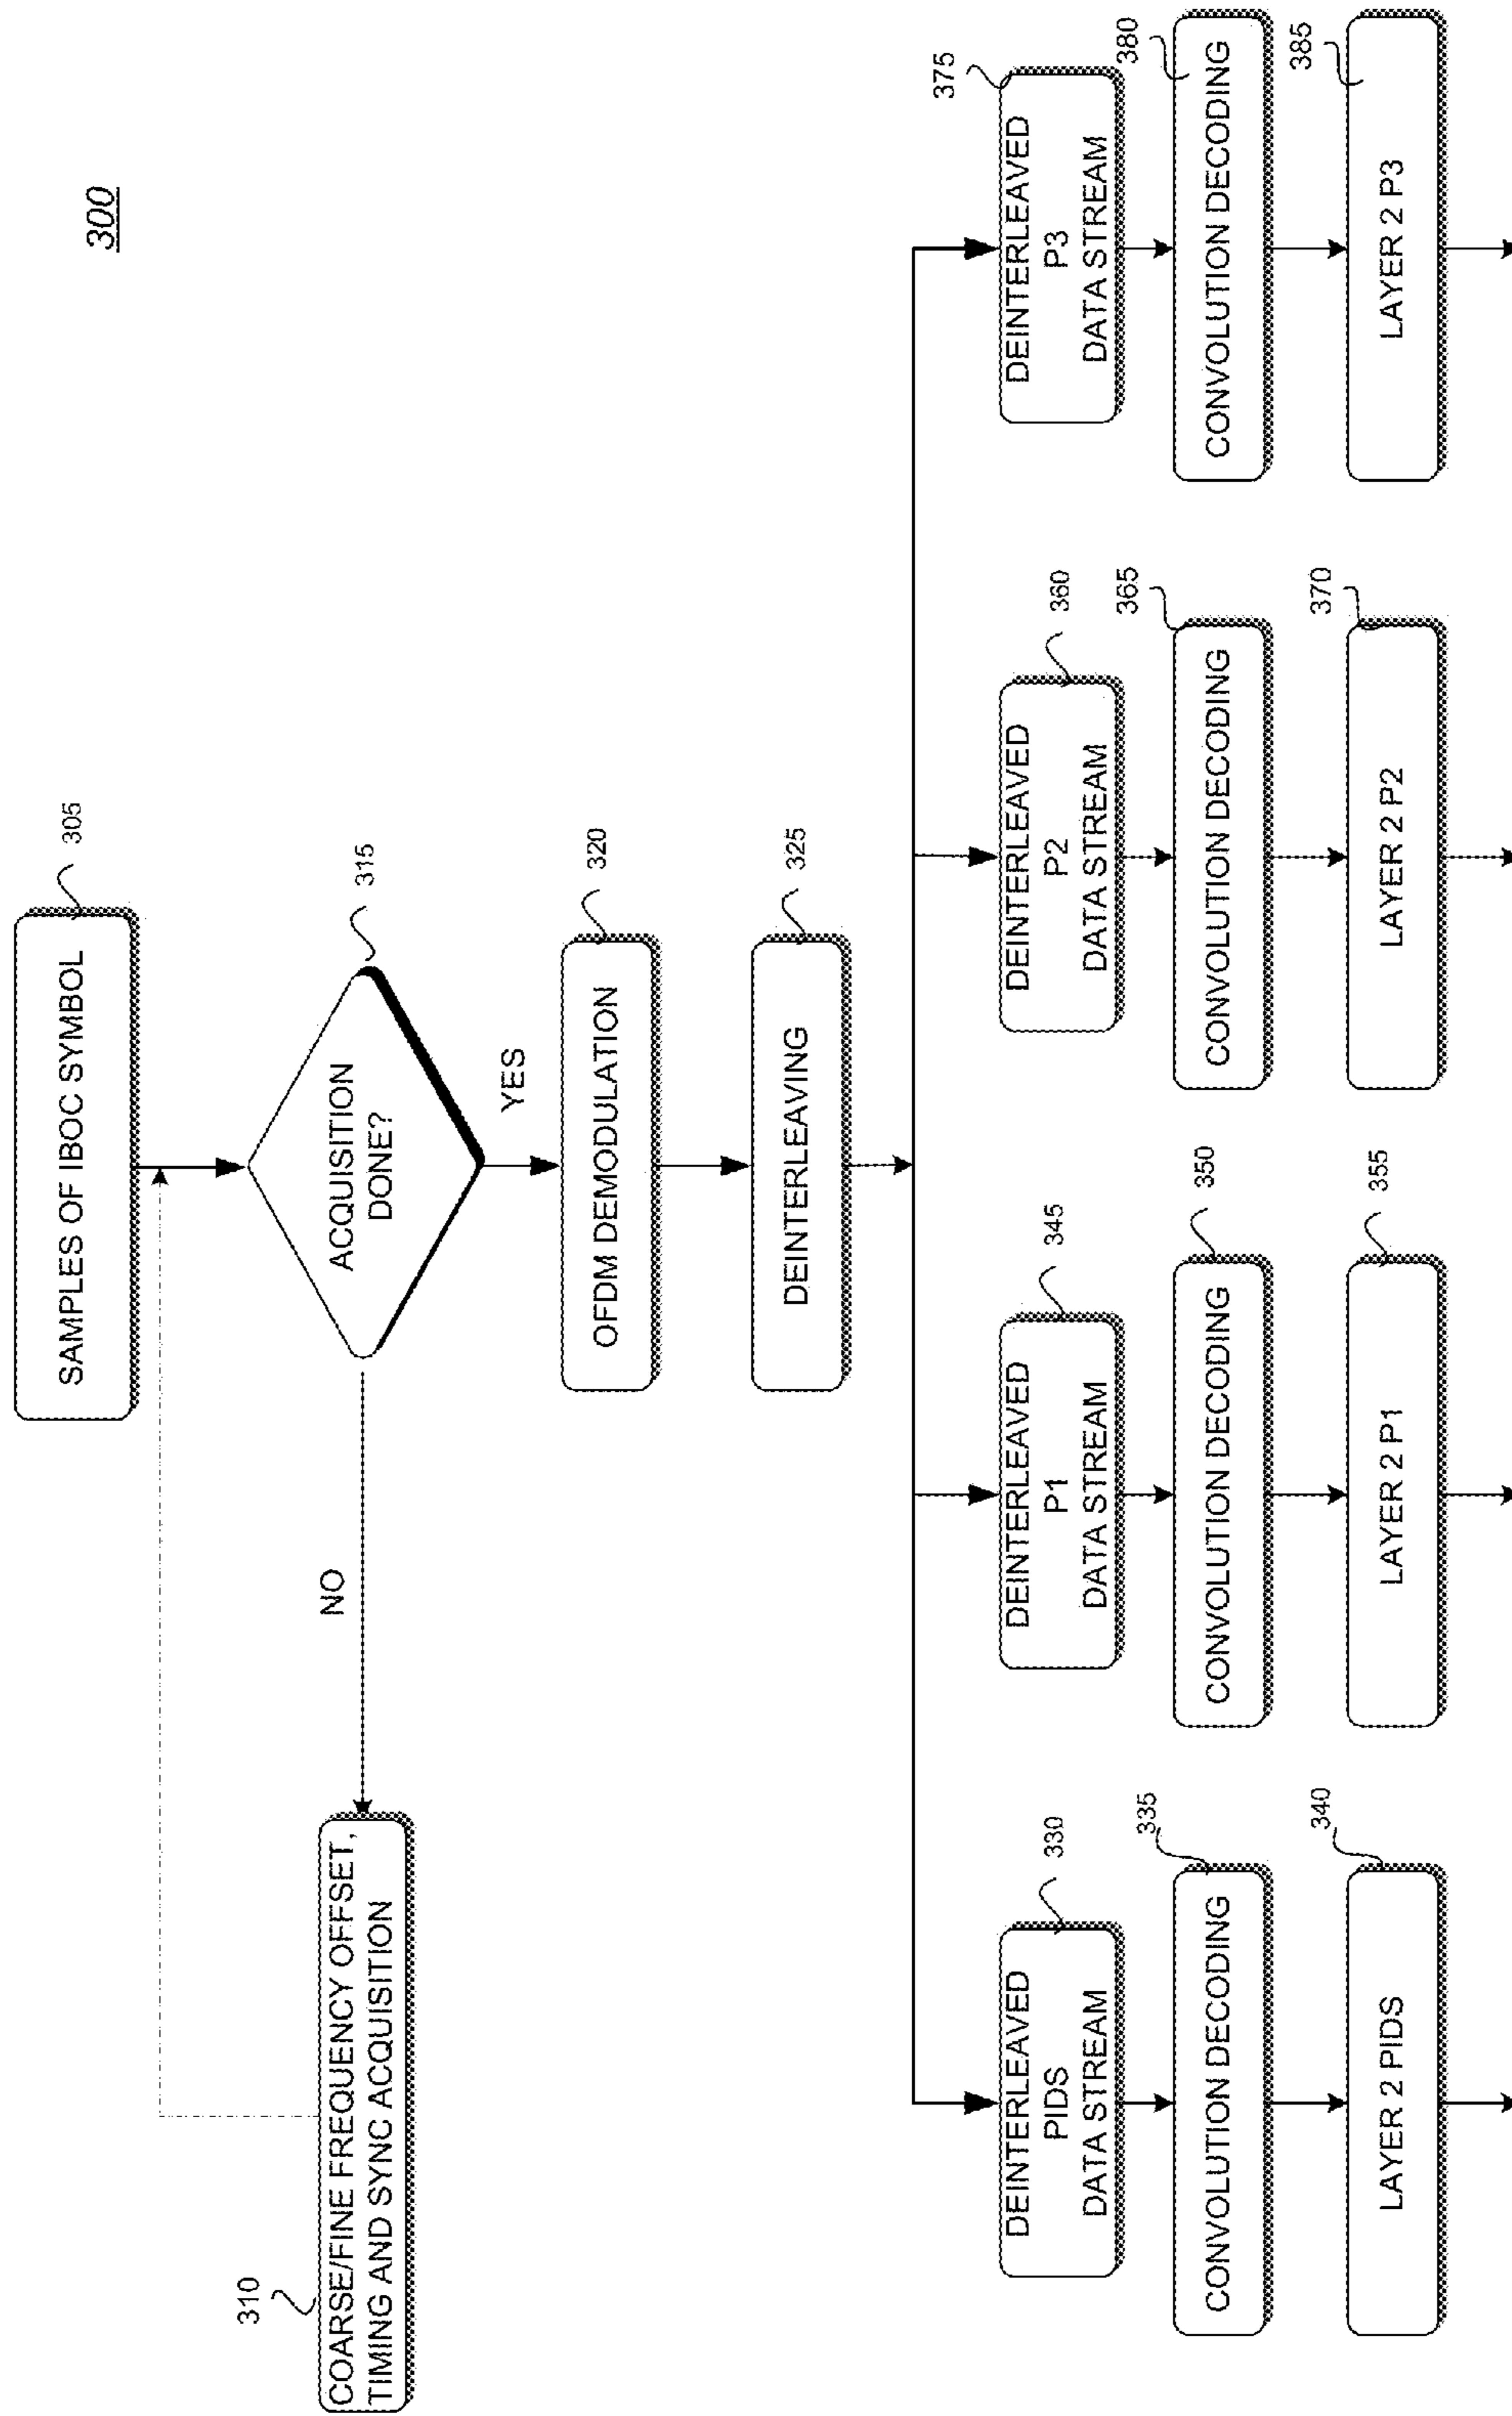 300
SAMPLES OF IBOC SYMBOL
305
ACQUISITION
DONE?
315
NO
YES
310
COARSE/FINE FREQUENCY OFFSET,
TIMING AND SYNC ACQUISITION
OFDM DEMODULATION
320
DEINTERLEAVING
325
DEINTERLEAVED
PIDS
DATA STREAM
330
CONVOLUTION DECODING
335
LAYER 2 PIDS
340
DEINTERLEAVED
P1
DATA STREAM
345
CONVOLUTION DECODING
350
LAYER 2 P1
355
DEINTERLEAVED
P2
DATA STREAM
360
CONVOLUTION DECODING
365
LAYER 2 P2
370
DEINTERLEAVED
P3
DATA STREAM
375
CONVOLUTION DECODING
380
LAYER 2 P3
385